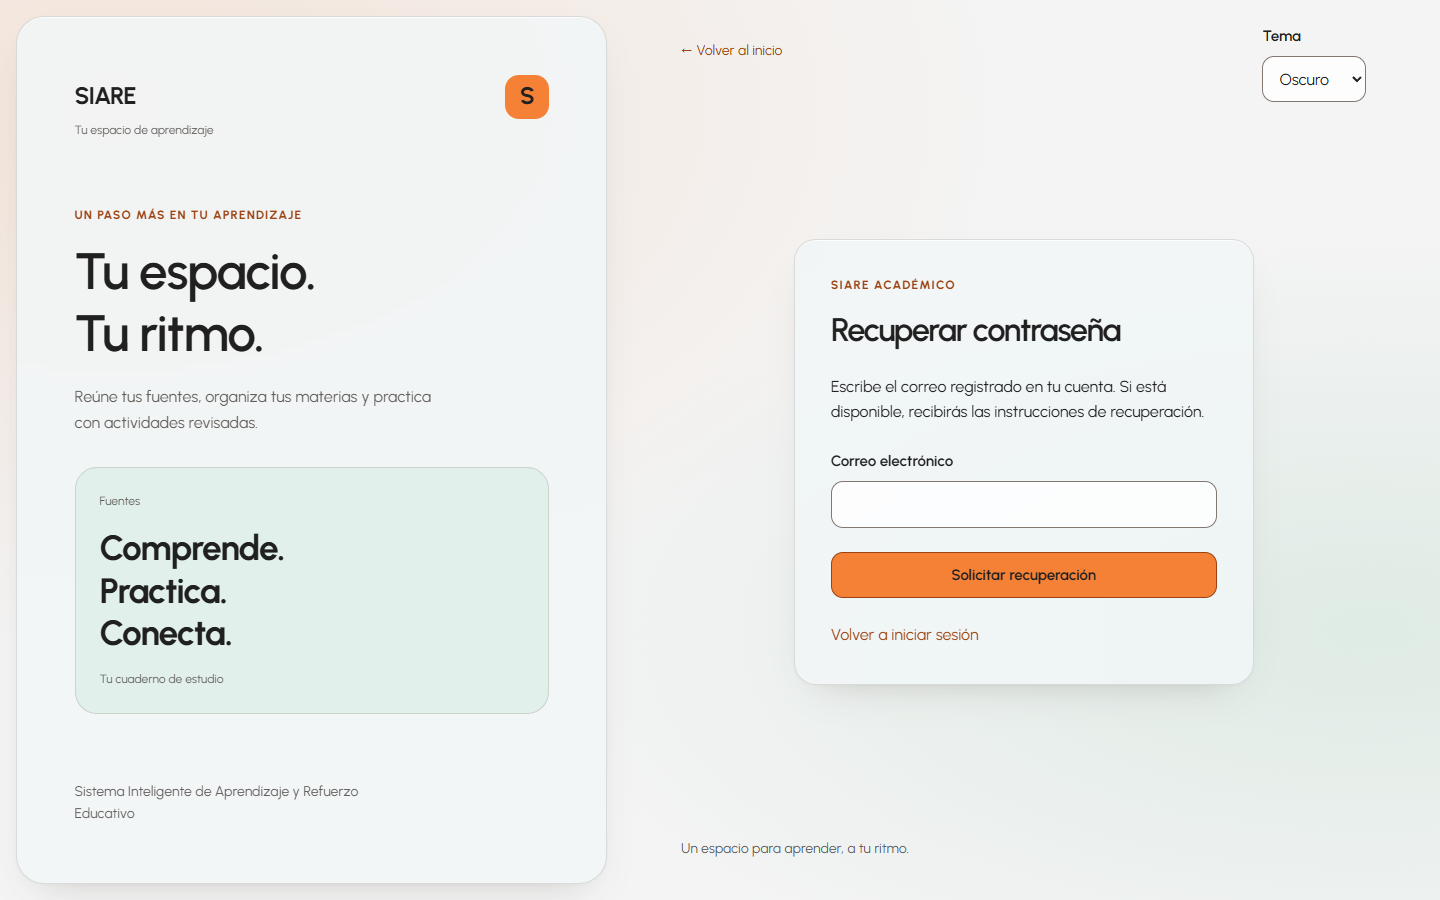 SIARE
S
Tu espacio de aprendizaje
UN PASO MÁS EN TU APRENDIZAJE
Tu espacio.
Tu ritmo.
Reúne tus fuentes, organiza tus materias y practica
con actividades revisadas.
Fuentes
Comprende.
Practica.
Conecta.
Tu cuaderno de estudio
Sistema Inteligente de Aprendizaje y Refuerzo
Educativo
← Volver al inicio
Tema
Oscuro
SIARE ACADÉMICO
Recuperar contraseña
Escribe el correo registrado en tu cuenta. Si está
disponible, recibirás las instrucciones de recuperación.
Correo electrónico
Solicitar recuperación
Volver a iniciar sesión
Un espacio para aprender, a tu ritmo.